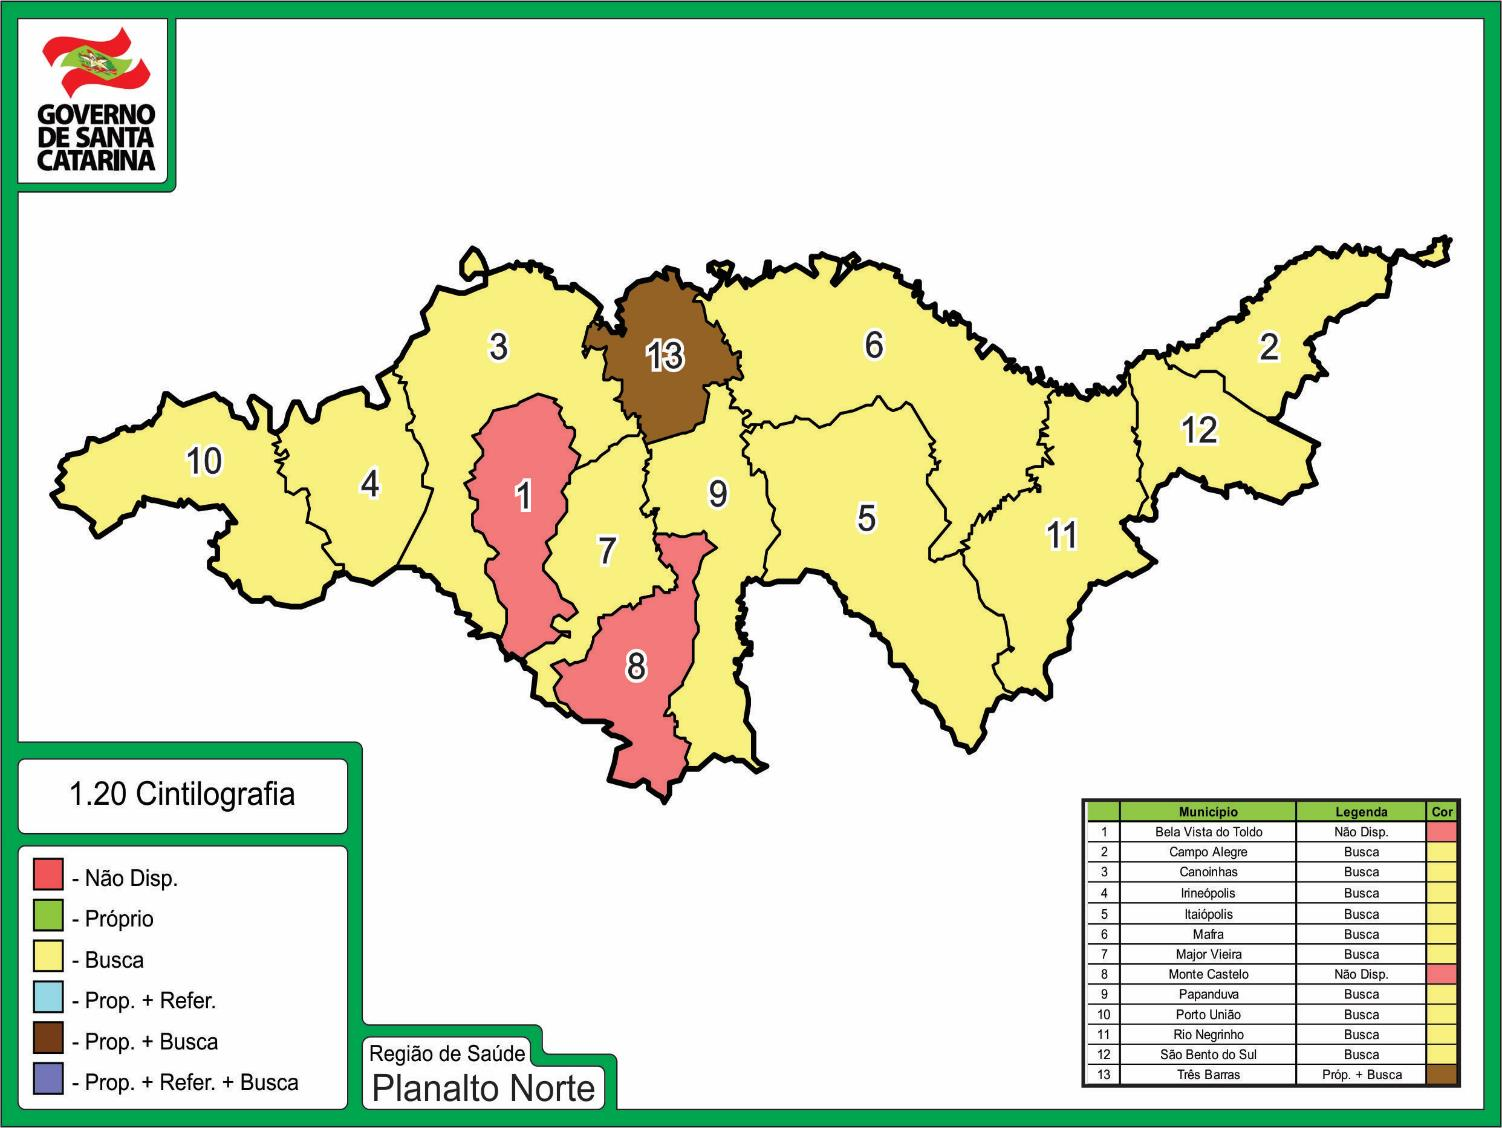 GOVERNO
DE SANTA
CATARINA
3
13
6
2
10
4
1
9
5
12
7
11
8
1.20 Cintilografia
- Não Disp.
- Próprio
- Busca
- Prop. + Refer.
- Prop. + Busca
- Prop. + Refer. + Busca
Região de Saúde
Planalto Norte
Município Legenda Cor
1 Bela Vista do Toldo Não Disp.
2 Campo Alegre Busca
3 Canoinhas Busca
4 Irineópolis Busca
5 Itaiópolis Busca
6 Mafra Busca
7 Major Vieira Busca
8 Monte Castelo Não Disp.
9 Papanduva Busca
10 Porto União Busca
11 Rio Negrinho Busca
12 São Bento do Sul Busca
13 Três Barras Próp. + Busca